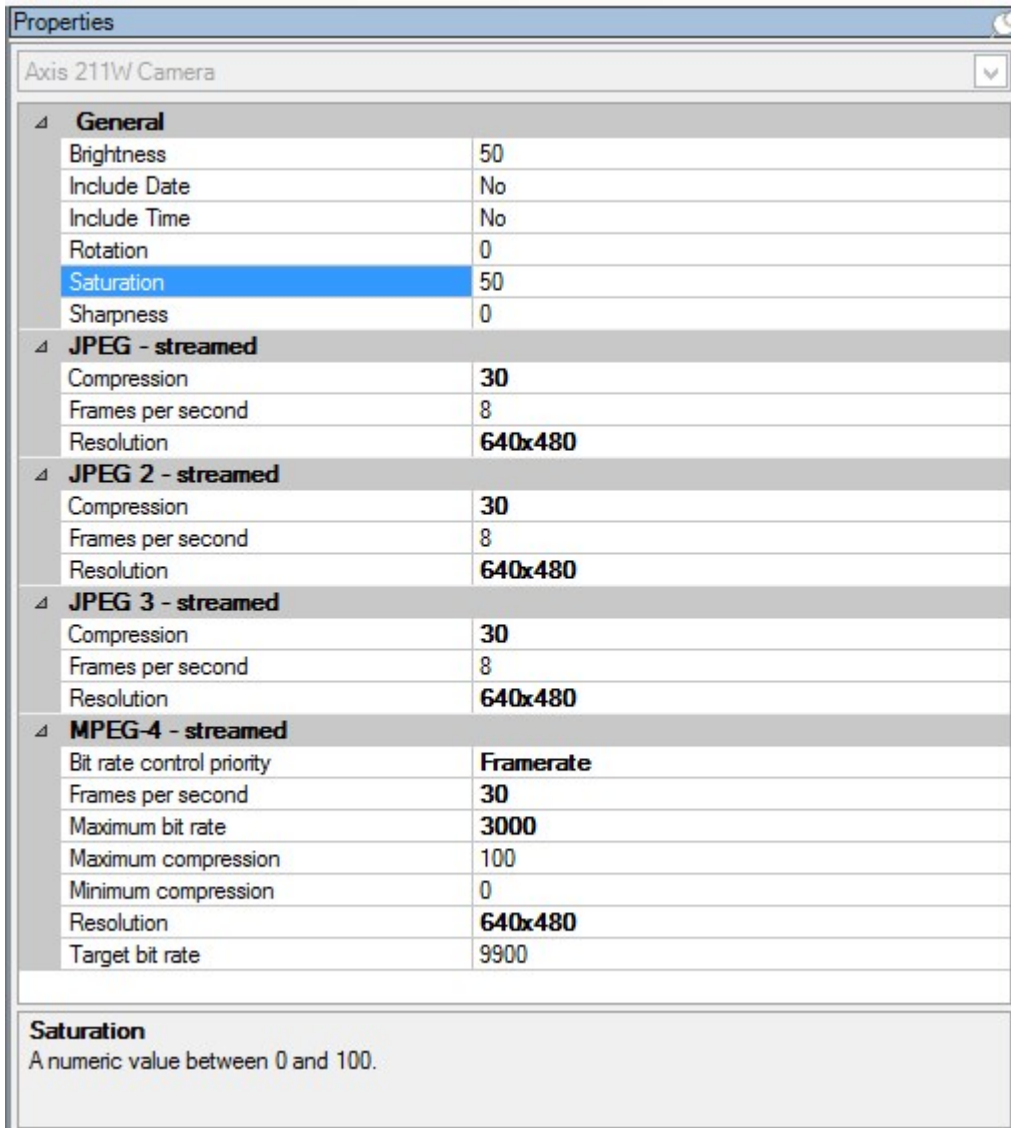 Properties
Axis 211W Camera
General
Brightness 50
Include Date No
Include Time No
Rotation 0
Saturation 50
Sharpness 0
JPEG - streamed
Compression 30
Frames per second 8
Resolution 640x480
JPEG 2 - streamed
Compression 30
Frames per second 8
Resolution 640x480
JPEG 3 - streamed
Compression 30
Frames per second 8
Resolution 640x480
MPEG-4 - streamed
Bit rate control priority Framerate
Frames per second 30
Maximum bit rate 3000
Maximum compression 100
Minimum compression 0
Resolution 640x480
Target bit rate 9900
Saturation
A numeric value between 0 and 100.